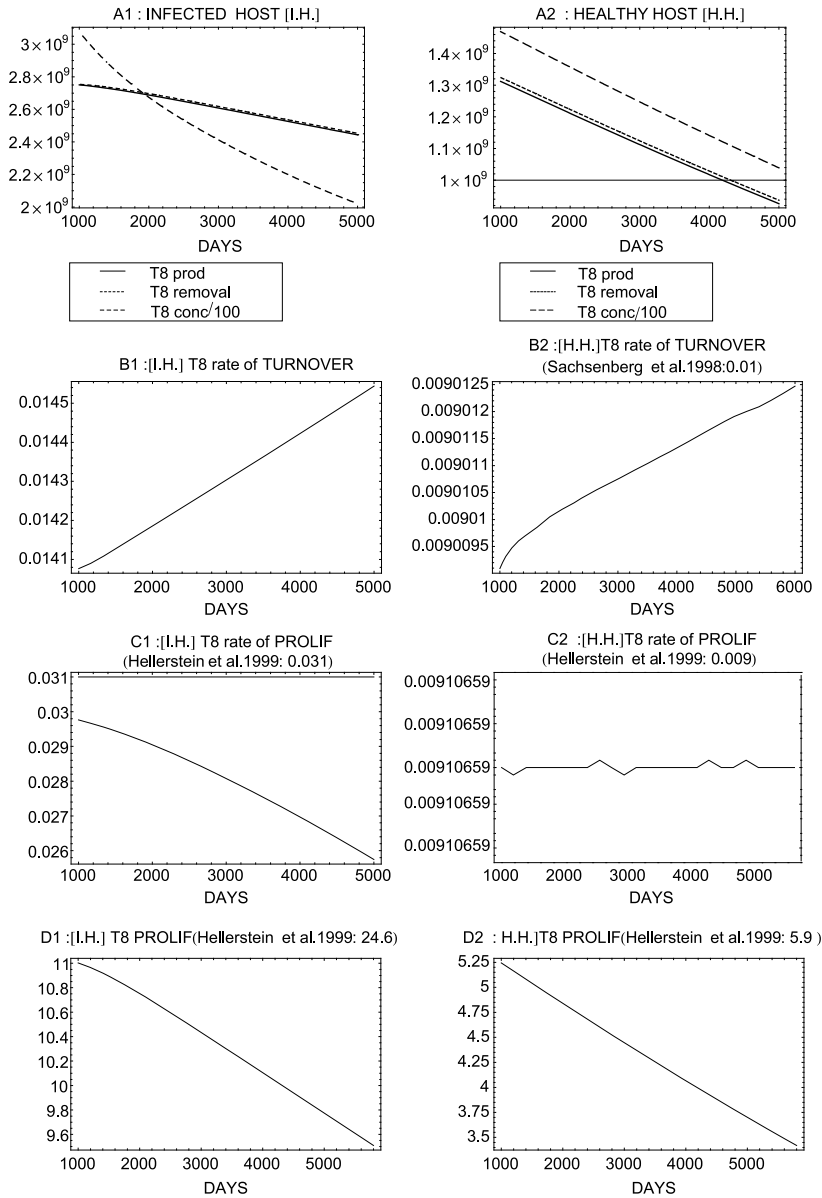 A1 : INFECTED HOST [I.H.]
3 × 10^9
2.8 × 10^9
2.6 × 10^9
2.4 × 10^9
2.2 × 10^9
2 × 10^9
1000 2000 3000 4000 5000
DAYS
T8 prod
T8 removal
T8 conc/100
A2 : HEALTHY HOST [H.H.]
1.4 × 10^9
1.3 × 10^9
1.2 × 10^9
1.1 × 10^9
1 × 10^9
1000 2000 3000 4000 5000
DAYS
T8 prod
T8 removal
T8 conc/100
B1 :[I.H.] T8 rate of TURNOVER
0.0145
0.0144
0.0143
0.0142
0.0141
1000 2000 3000 4000 5000
DAYS
B2 :[H.H.]T8 rate of TURNOVER
(Sachsenberg et al.1998:0.01)
0.0090125
0.009012
0.0090115
0.009011
0.0090105
0.00901
0.0090095
1000 2000 3000 4000 5000 6000
DAYS
C1 :[I.H.] T8 rate of PROLIF
(Hellerstein et al.1999: 0.031)
0.031
0.03
0.029
0.028
0.027
0.026
1000 2000 3000 4000 5000
DAYS
C2 :[H.H.]T8 rate of PROLIF
(Hellerstein et al.1999: 0.009)
0.00910659
0.00910659
0.00910659
0.00910659
0.00910659
1000 2000 3000 4000 5000
DAYS
D1 :[I.H.] T8 PROLIF(Hellerstein et al.1999: 24.6)
11
10.8
10.6
10.4
10.2
10
9.8
9.6
1000 2000 3000 4000 5000
DAYS
D2 : H.H.]T8 PROLIF(Hellerstein et al.1999: 5.9 )
5.25
5
4.75
4.5
4.25
4
3.75
3.5
1000 2000 3000 4000 5000
DAYS